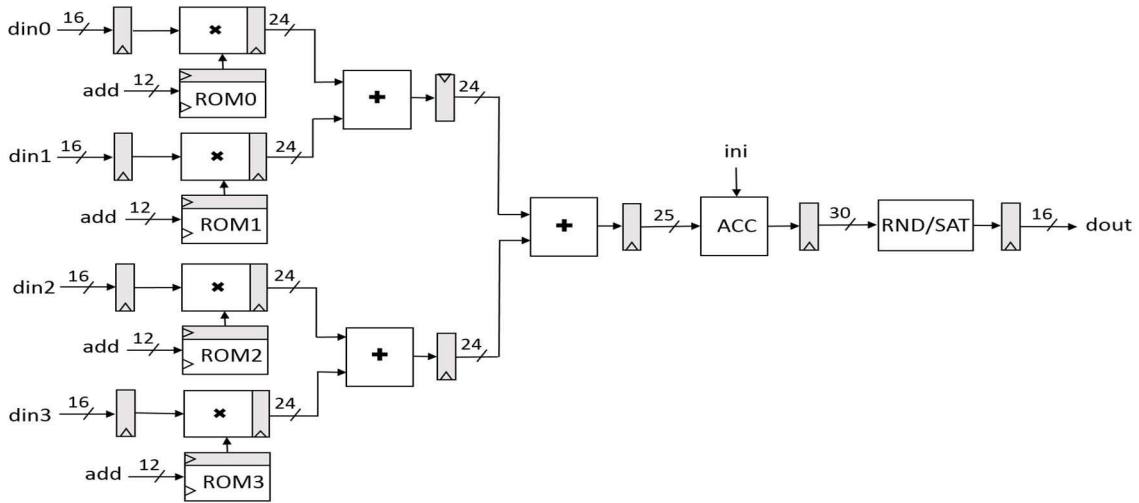 din0 16 × 24
add 12 ROM0
+ 24
din1 16 × 24
add 12 ROM1
ini
+ 25 ACC 30 RND/SAT 16 dout
din2 16 × 24
add 12 ROM2
+ 24
din3 16 × 24
add 12 ROM3